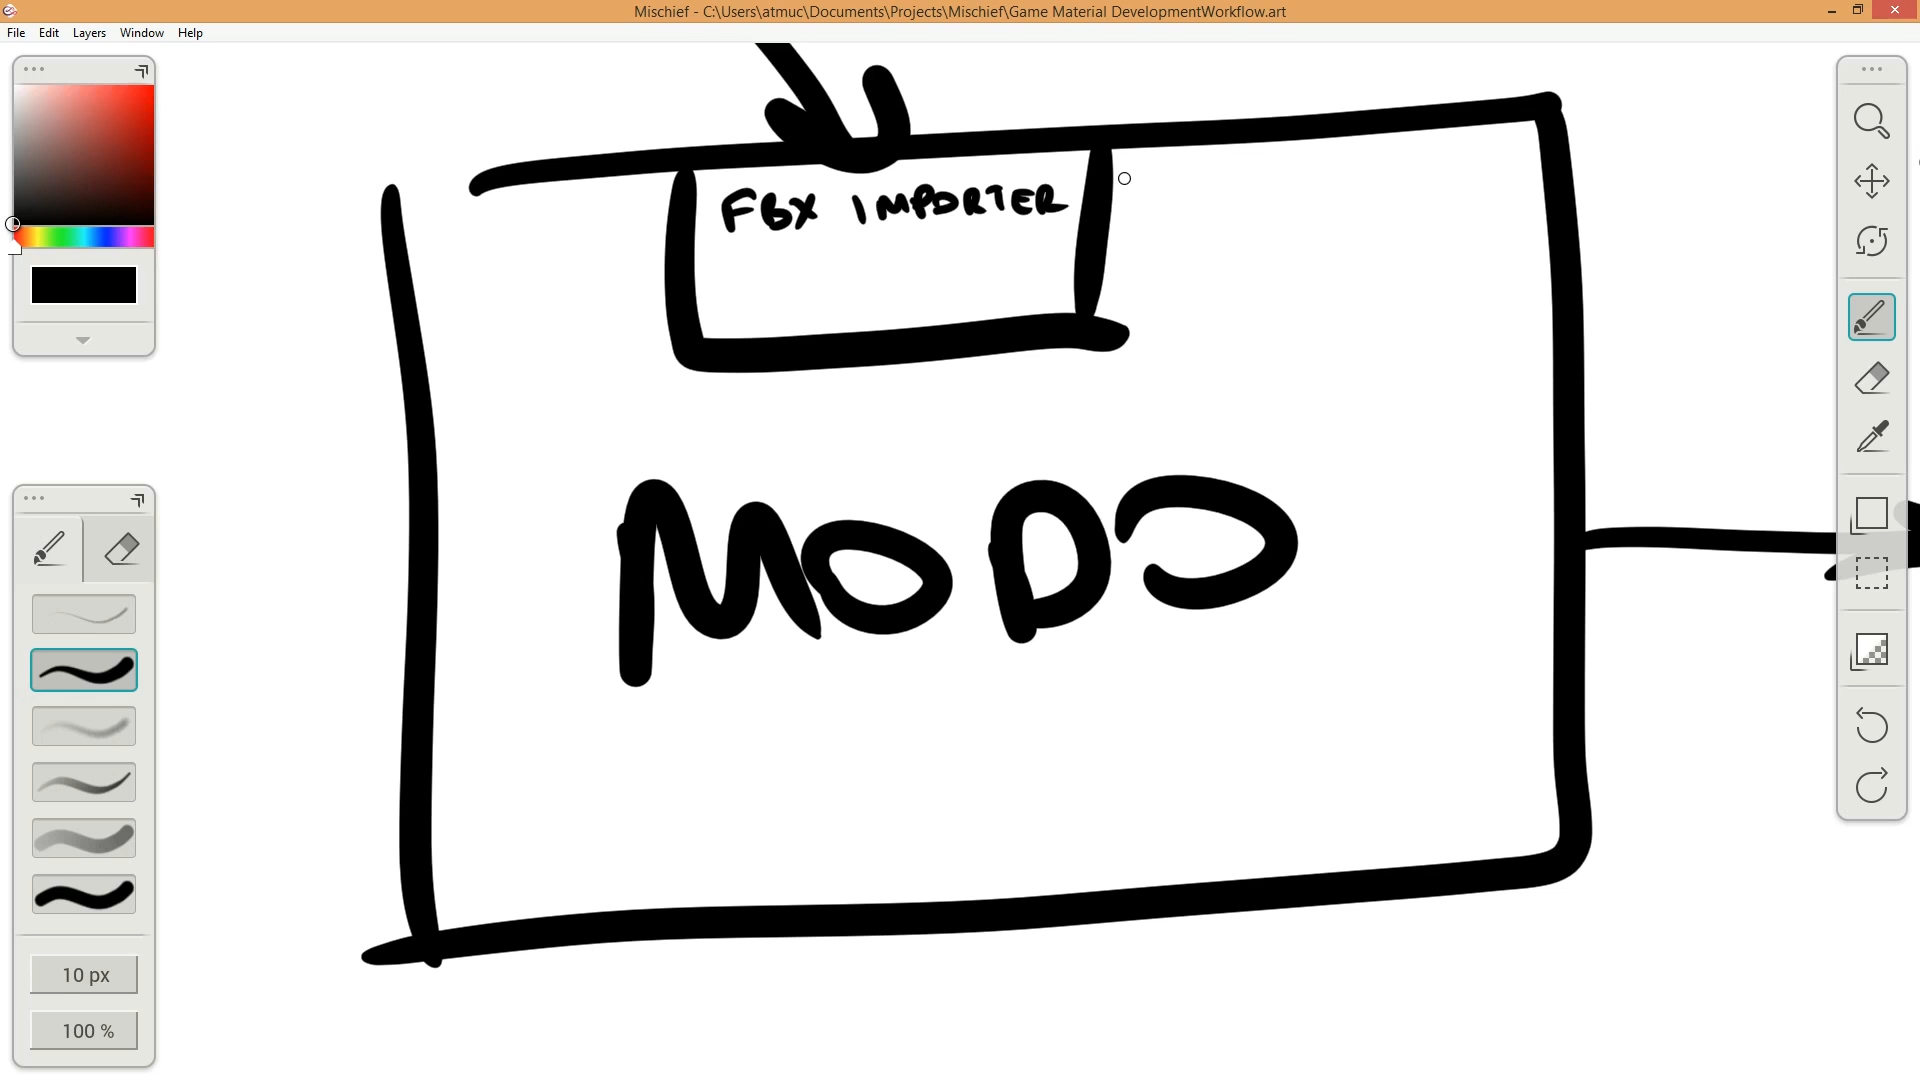 Mischief - C:\Users\atmuc\Documents\Projects\Mischief\Game Material DevelopmentWorkflow.art
File Edit Layers Window Help
FBX IMPORTER
MODO
10 px
100 %